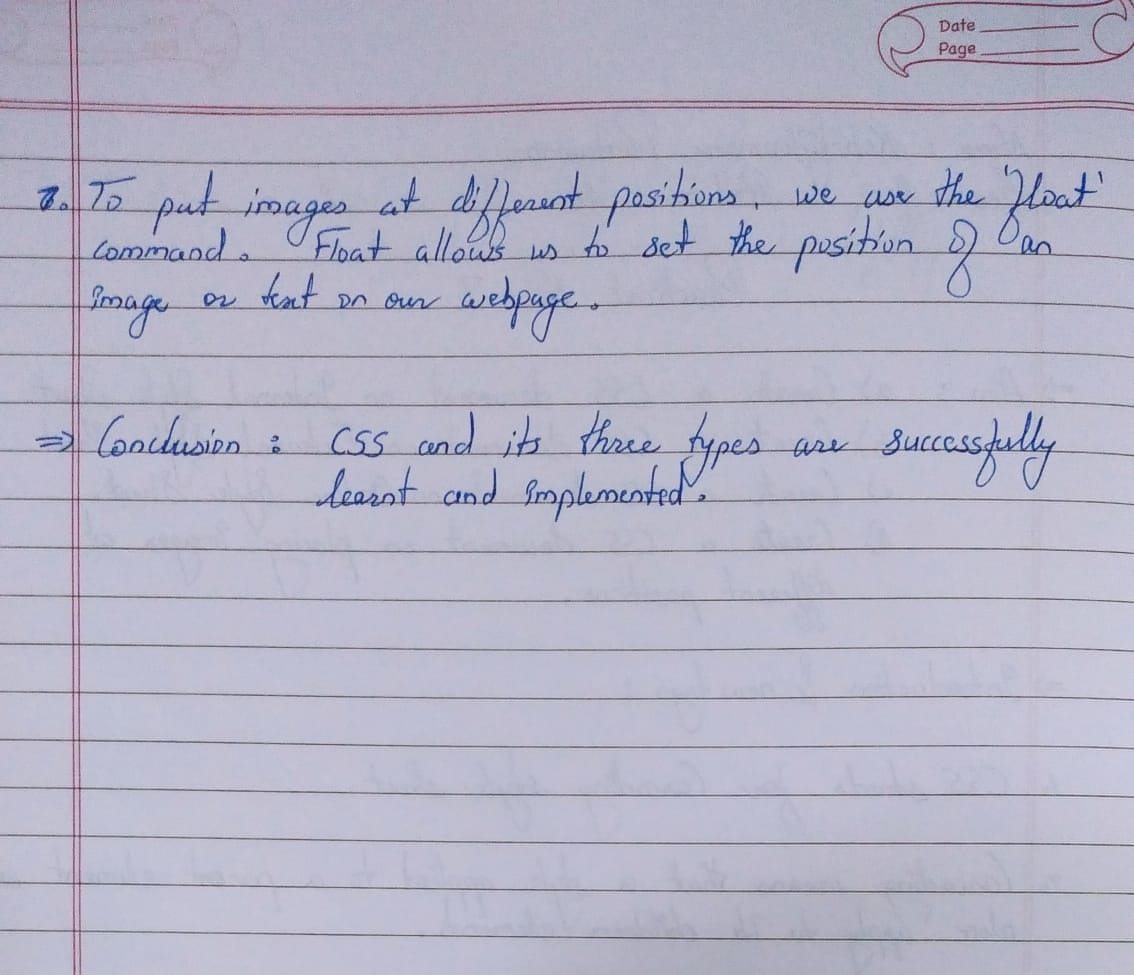 Date
Page
7. To put images at different positions, we use the 'float'
command. Float allows us to set the position of an
image or text on our webpage.
⇒ Conclusion : CSS and its three types are successfully
learnt and implemented.